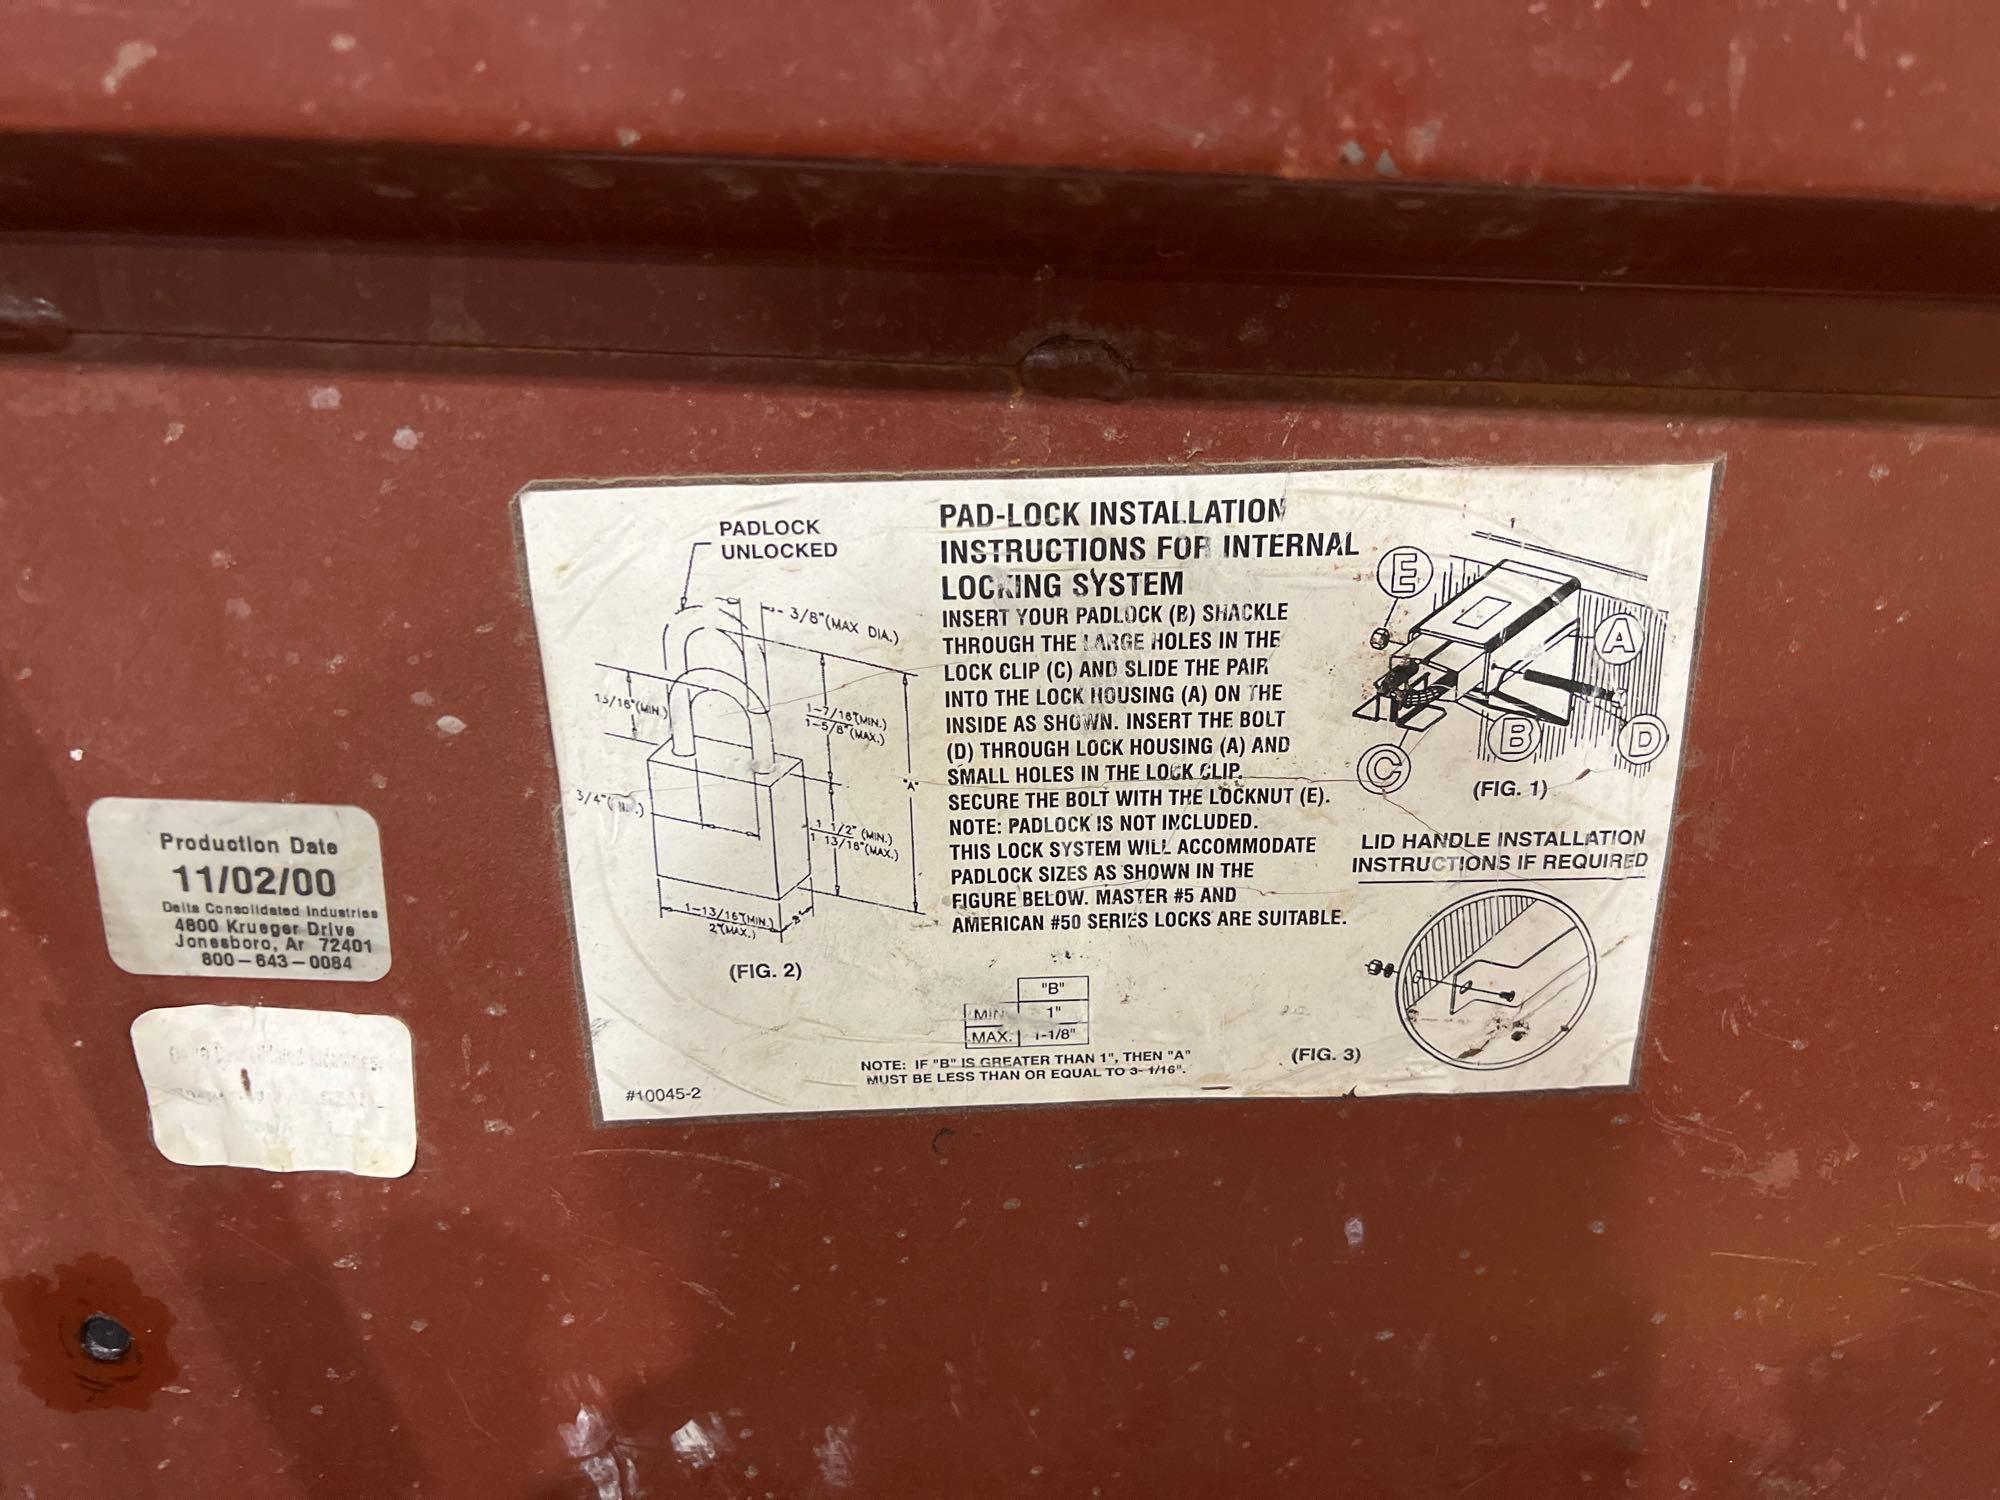 PADLOCK
UNLOCKED
3/8"(MAX DIA.)
15/16"(MIN.)
1-7/16"(MIN.)
1-5/8"(MAX.)
"A"
3/4"
1 1/2" (MIN.)
1 13/16"(MAX.)
1-13/16"(MIN.)
2"(MAX.)
"B"
(FIG. 2)
#10045-2
PAD-LOCK INSTALLATION
INSTRUCTIONS FOR INTERNAL
LOCKING SYSTEM
INSERT YOUR PADLOCK (B) SHACKLE
THROUGH THE LARGE HOLES IN THE
LOCK CLIP (C) AND SLIDE THE PAIR
INTO THE LOCK HOUSING (A) ON THE
INSIDE AS SHOWN. INSERT THE BOLT
(D) THROUGH LOCK HOUSING (A) AND
SMALL HOLES IN THE LOCK CLIP.
SECURE THE BOLT WITH THE LOCKNUT (E).
NOTE: PADLOCK IS NOT INCLUDED.
THIS LOCK SYSTEM WILL ACCOMMODATE
PADLOCK SIZES AS SHOWN IN THE
FIGURE BELOW. MASTER #5 AND
AMERICAN #50 SERIES LOCKS ARE SUITABLE.
"B"
MIN 1"
MAX. 1-1/8"
NOTE: IF "B" IS GREATER THAN 1", THEN "A"
MUST BE LESS THAN OR EQUAL TO 3- 1/16".
E
A
B
D
C
(FIG. 1)
LID HANDLE INSTALLATION
INSTRUCTIONS IF REQUIRED
(FIG. 3)
Production Date
11/02/00
Delta Consolidated Industries
4800 Krueger Drive
Jonesboro, Ar 72401
800-643-0084